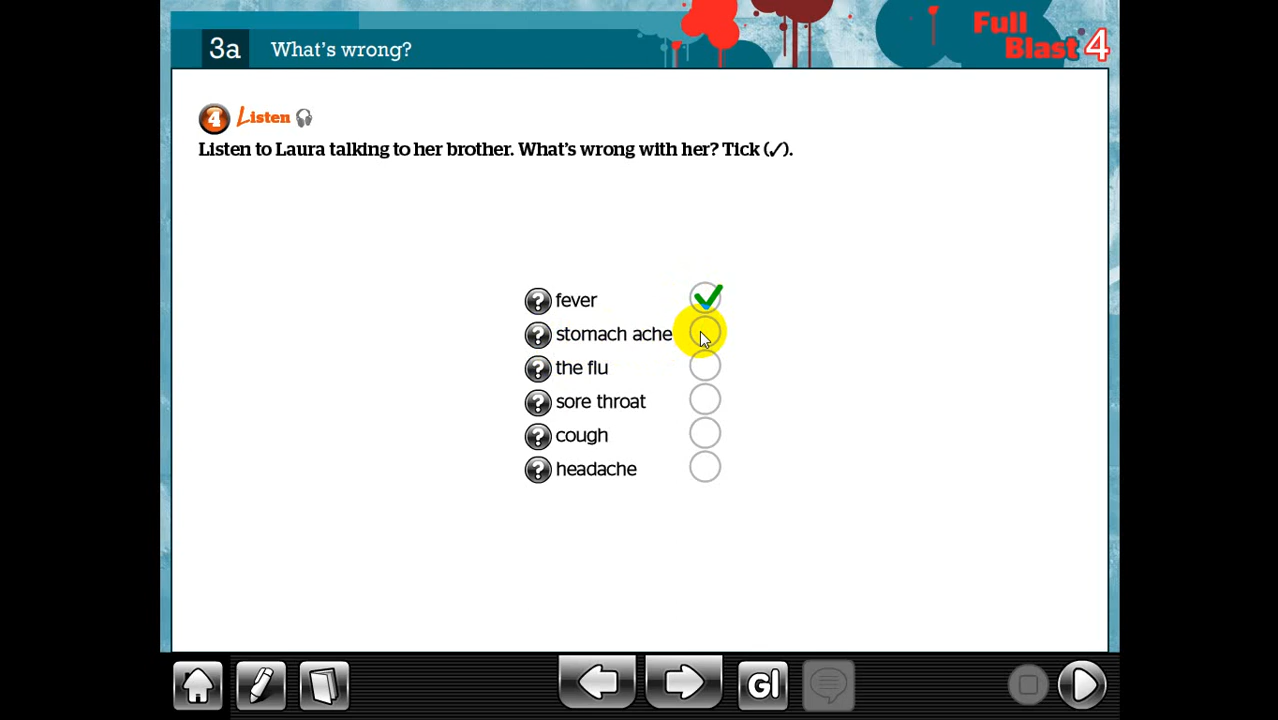 3a What's wrong?
Full
Blast 4
4 Listen
Listen to Laura talking to her brother. What's wrong with her? Tick (✓).
? fever ✓
? stomach ache
? the flu
? sore throat
? cough
? headache
GI